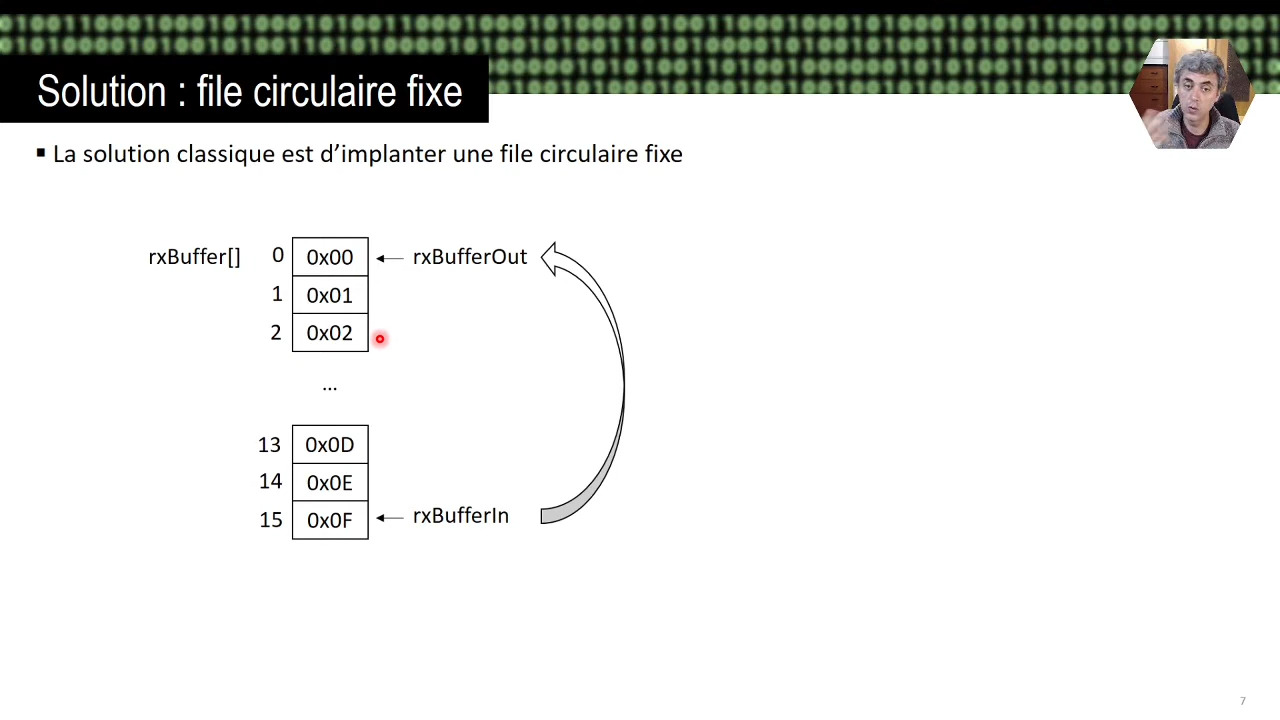 Solution : file circulaire fixe
▪ La solution classique est d’implanter une file circulaire fixe
rxBuffer[] 0 0x00 rxBufferOut
1 0x01
2 0x02
...
13 0x0D
14 0x0E
15 0x0F rxBufferIn
7